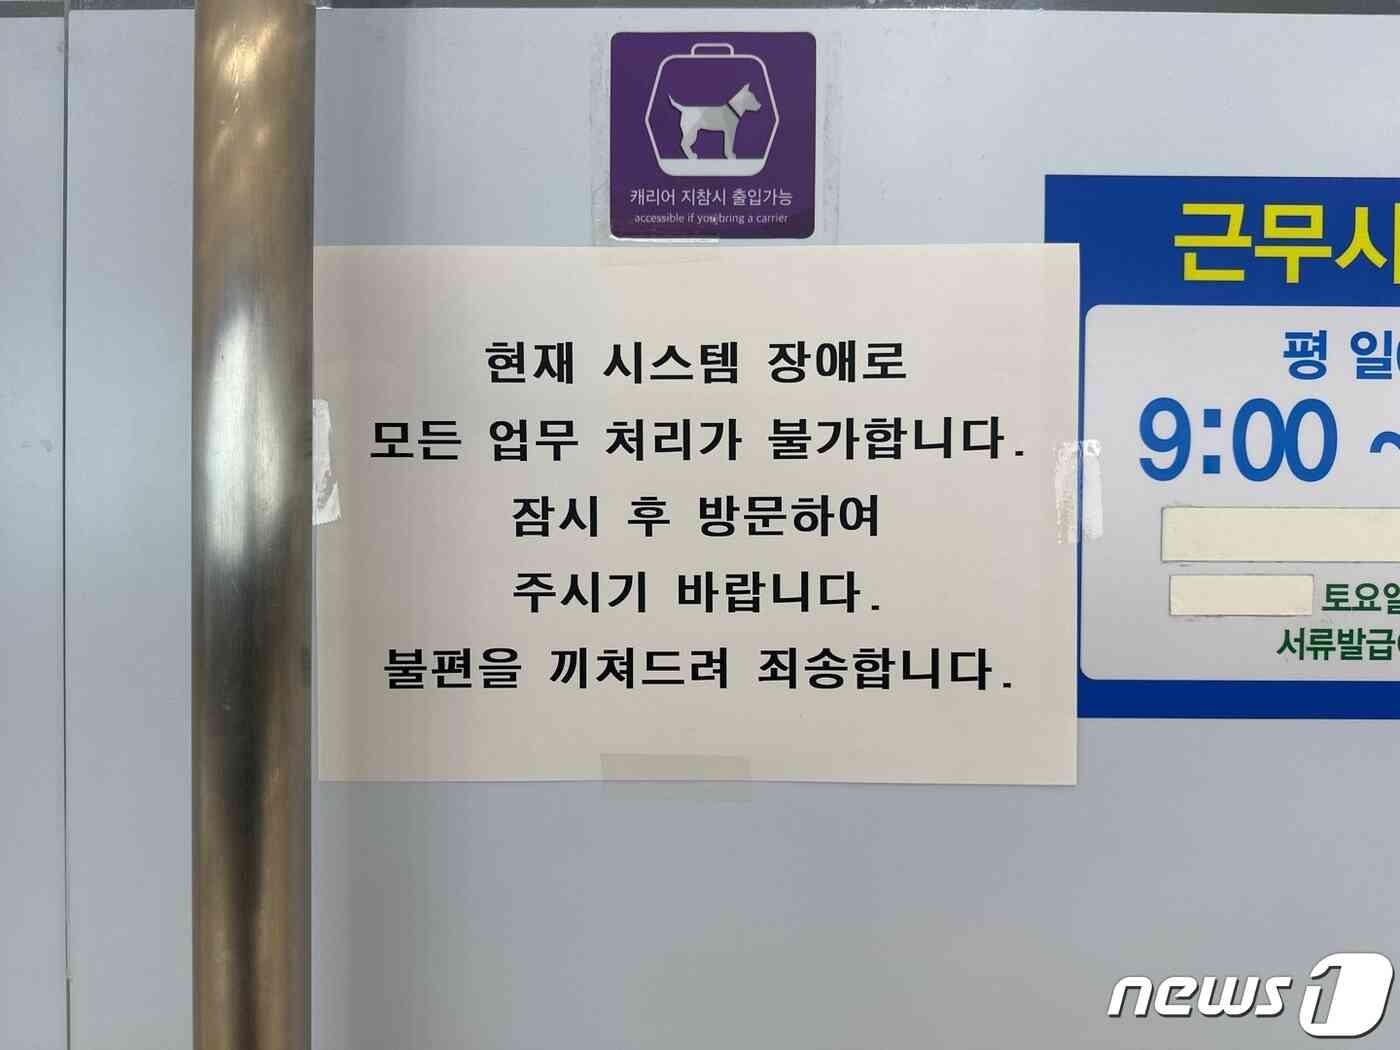 캐리어 지참시 출입가능
accessible if you bring a carrier
현재 시스템 장애로
모든 업무 처리가 불가합니다.
잠시 후 방문하여
주시기 바랍니다.
불편을 끼쳐드려 죄송합니다.
근무시
평 일
9:00 ~
토요일
서류발급
news1